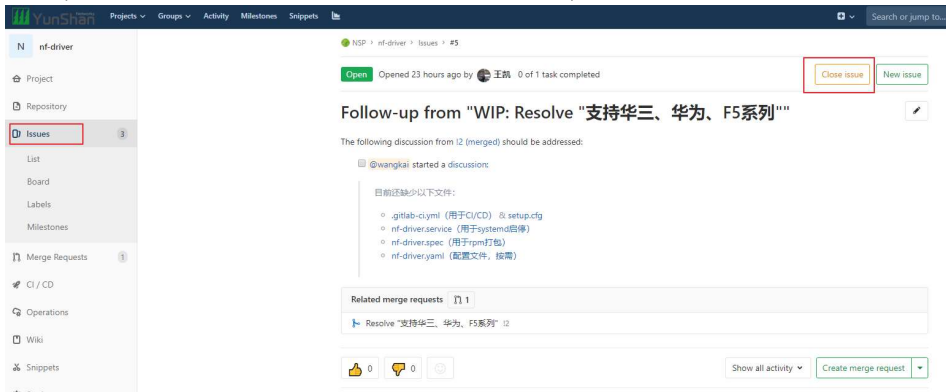 YunShan
Projects Groups Activity Milestones Snippets
Search or jump to...
N nf-driver
NSP › nf-driver › Issues › #5
Project
Open Opened 23 hours ago by 王凯 0 of 1 task completed
Close issue New issue
Repository
Follow-up from "WIP: Resolve "支持华三、华为、F5系列""
Issues 3
The following discussion from !2 (merged) should be addressed:
List
@wangkai started a discussion:
Board
目前还缺少以下文件：
Labels
.gitlab-ci.yml（用于CI/CD） & setup.cfg
Milestones
nf-driver.service（用于systemd启停）
nf-driver.spec（用于rpm打包）
Merge Requests 1
nf-driver.yaml（配置文件，按需）
CI / CD
Related merge requests 1
Operations
Resolve "支持华三、华为、F5系列" !2
Wiki
Snippets
0 0
Show all activity Create merge request